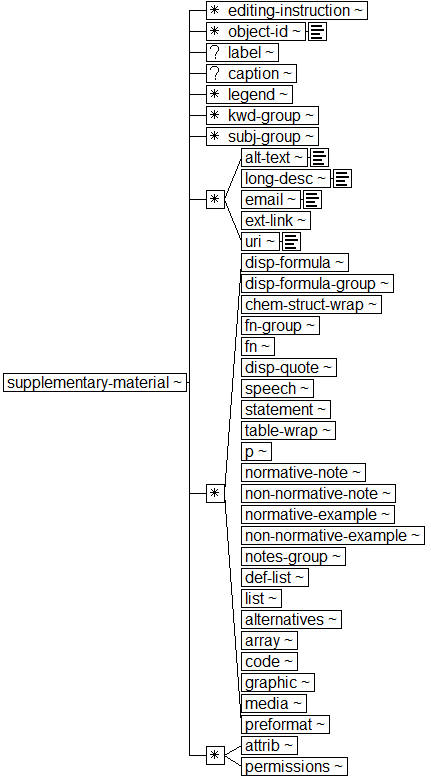 * editing-instruction ~
* object-id ~
? label ~
? caption ~
* legend ~
* kwd-group ~
* subj-group ~
*
alt-text ~
long-desc ~
email ~
ext-link ~
uri ~
supplementary-material ~
*
disp-formula ~
disp-formula-group ~
chem-struct-wrap ~
fn-group ~
fn ~
disp-quote ~
speech ~
statement ~
table-wrap ~
p ~
normative-note ~
non-normative-note ~
normative-example ~
non-normative-example ~
notes-group ~
def-list ~
list ~
alternatives ~
array ~
code ~
graphic ~
media ~
preformat ~
*
attrib ~
permissions ~